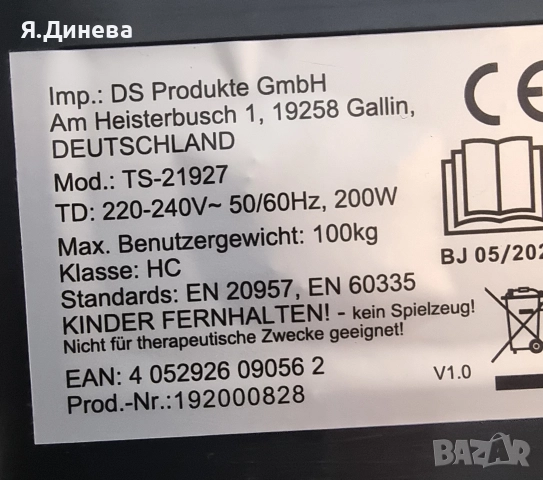 Я.Динева
Imp.: DS Produkte GmbH
Am Heisterbusch 1, 19258 Gallin,
DEUTSCHLAND
Mod.: TS-21927
TD: 220-240V~ 50/60Hz, 200W
Max. Benutzergewicht: 100kg
Klasse: HC
Standards: EN 20957, EN 60335
KINDER FERNHALTEN! - kein Spielzeug!
Nicht für therapeutische Zwecke geeignet!
EAN: 4 052926 09056 2
Prod.-Nr.:192000828
CE
BJ 05/202
V1.0
BAZAR